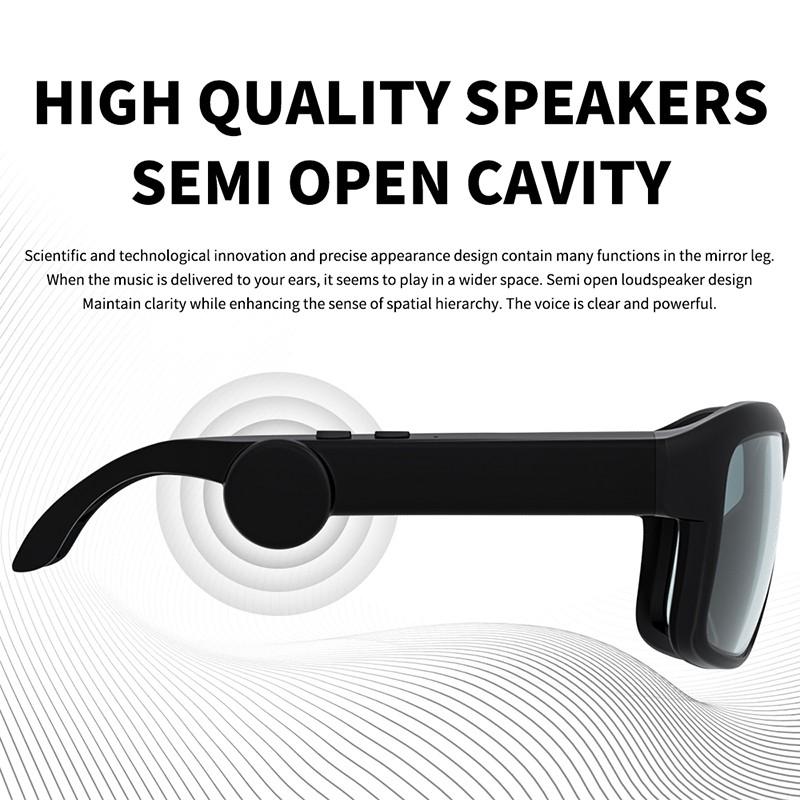 HIGH QUALITY SPEAKERS
SEMI OPEN CAVITY
Scientific and technological innovation and precise appearance design contain many functions in the mirror leg.
When the music is delivered to your ears, it seems to play in a wider space. Semi open loudspeaker design
Maintain clarity while enhancing the sense of spatial hierarchy. The voice is clear and powerful.